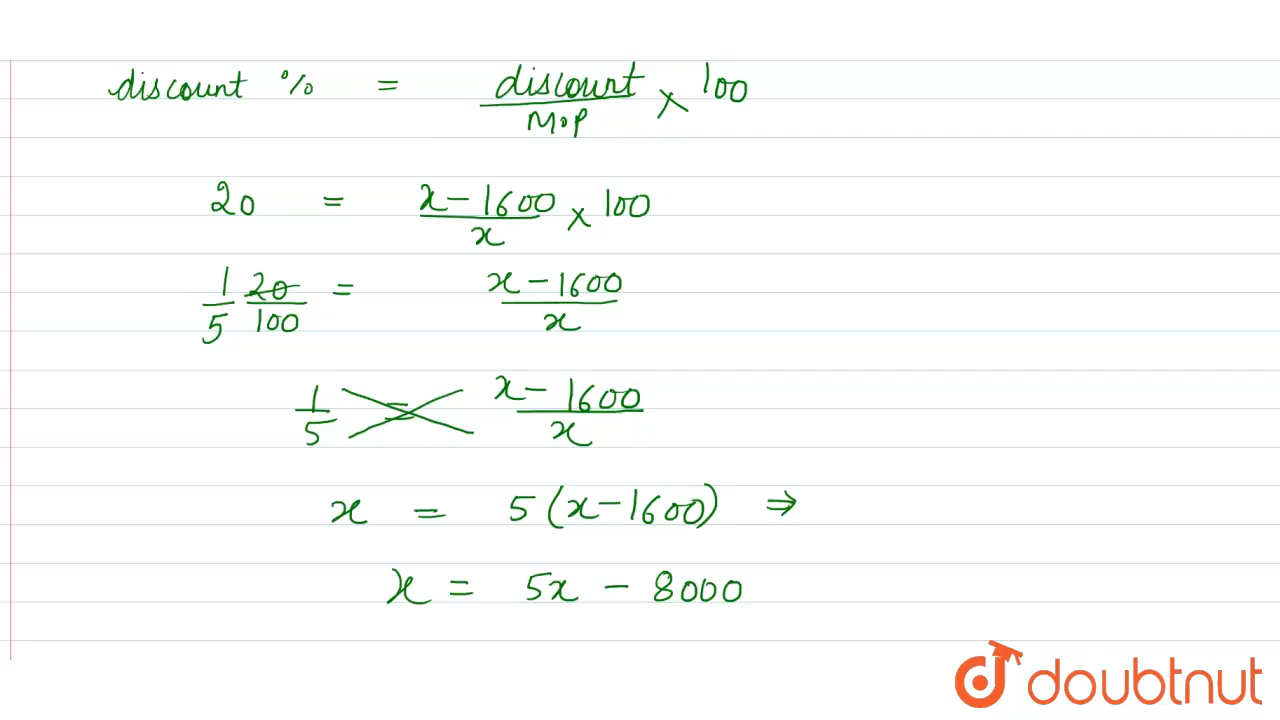 discount % = discount/M.P × 100
20 = x - 1600/x × 100
1/5 20/100 = x - 1600/x
1/5 = x - 1600/x
x = 5(x - 1600) ⇒
x = 5x - 8000
doubtnut